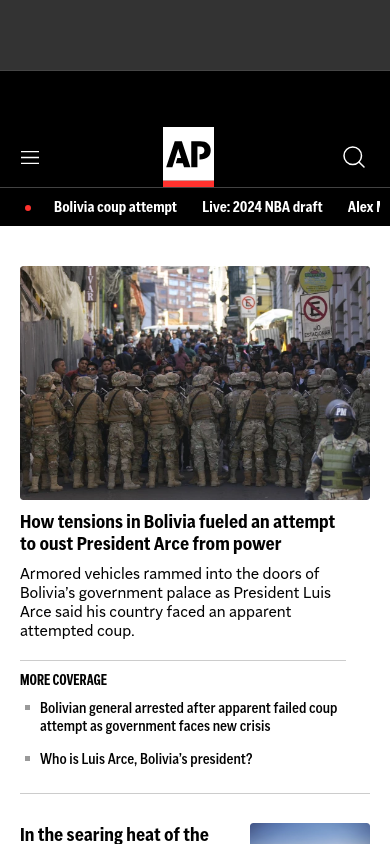 AP
Bolivia coup attempt Live: 2024 NBA draft Alex
NO
ESTACIONAR
PM
How tensions in Bolivia fueled an attempt
to oust President Arce from power
Armored vehicles rammed into the doors of
Bolivia's government palace as President Luis
Arce said his country faced an apparent
attempted coup.
MORE COVERAGE
Bolivian general arrested after apparent failed coup
attempt as government faces new crisis
Who is Luis Arce, Bolivia's president?
In the searing heat of the